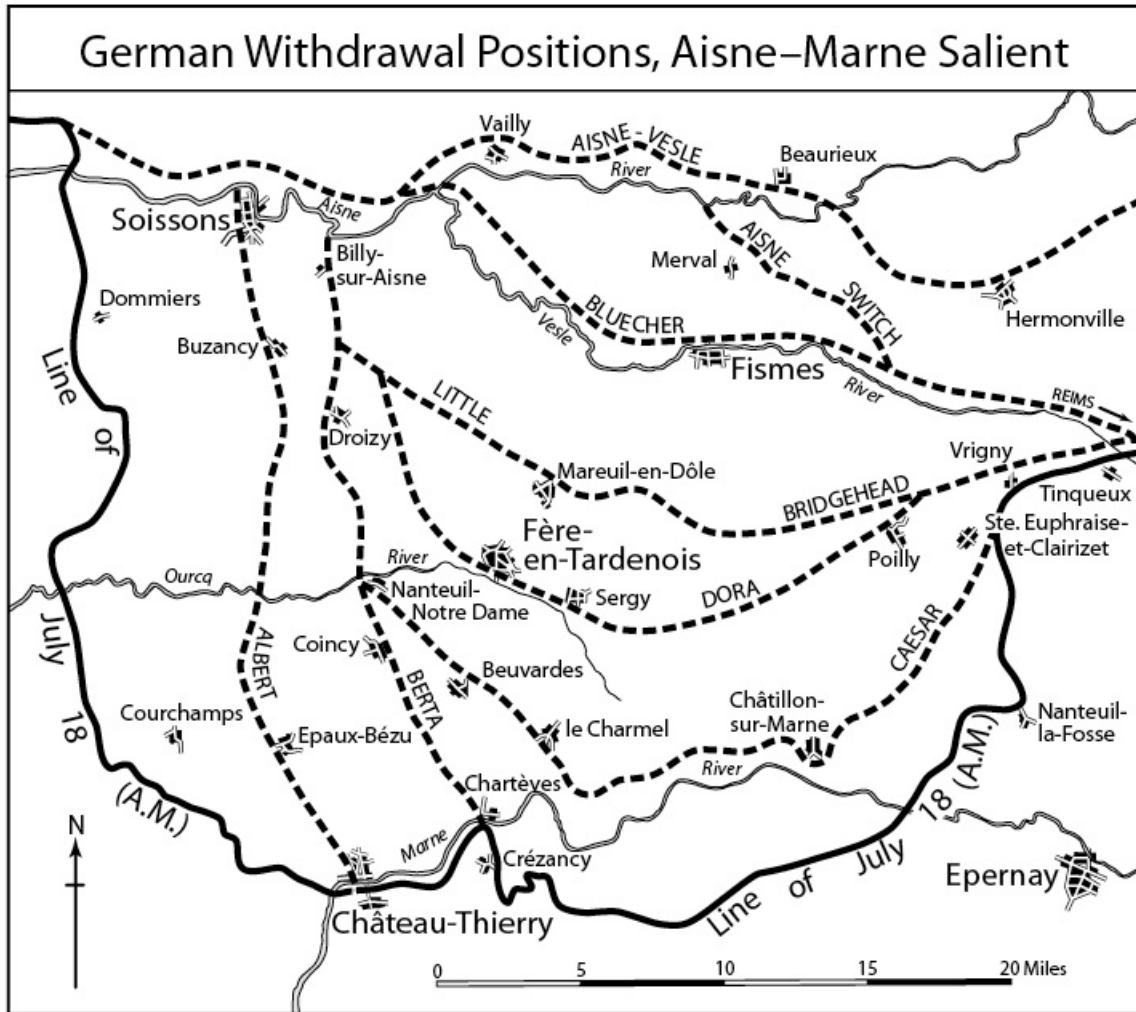 German Withdrawal Positions, Aisne–Marne Salient
Vailly
AISNE - VESLE
River
Beaurieux
Soissons
Aisne
Billy-
sur-Aisne
AISNE
SWITCH
Merval
Hermonville
Dommiers
Buzancy
BLUECHER
Vesle
Fismes
River
REIMS
Line
of
July
18
(A.M.)
LITTLE
BRIDGEHEAD
Droizy
Mareuil-en-Dôle
Vrigny
Tinqueux
Fère-
en-Tardenois
Poilly
Ste. Euphraise-
et-Clairizet
Ourcq
River
Nanteuil-
Notre Dame
Sergy
DORA
ALBERT
Coincy
BERTA
Beuvardes
CAESAR
Courchamps
Epaux-Bézu
le Charmel
Châtillon-
sur-Marne
Nanteuil-
la-Fosse
Chartèves
River
Marne
Crézancy
Château-Thierry
Line of July 18 (A.M.)
Epernay
N
0 5 10 15 20 Miles